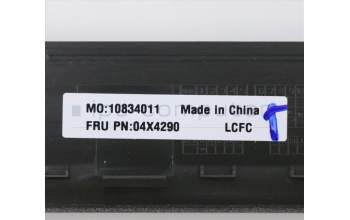 MO:10834011 Made in China
FRU PN:04X4290 LCFC